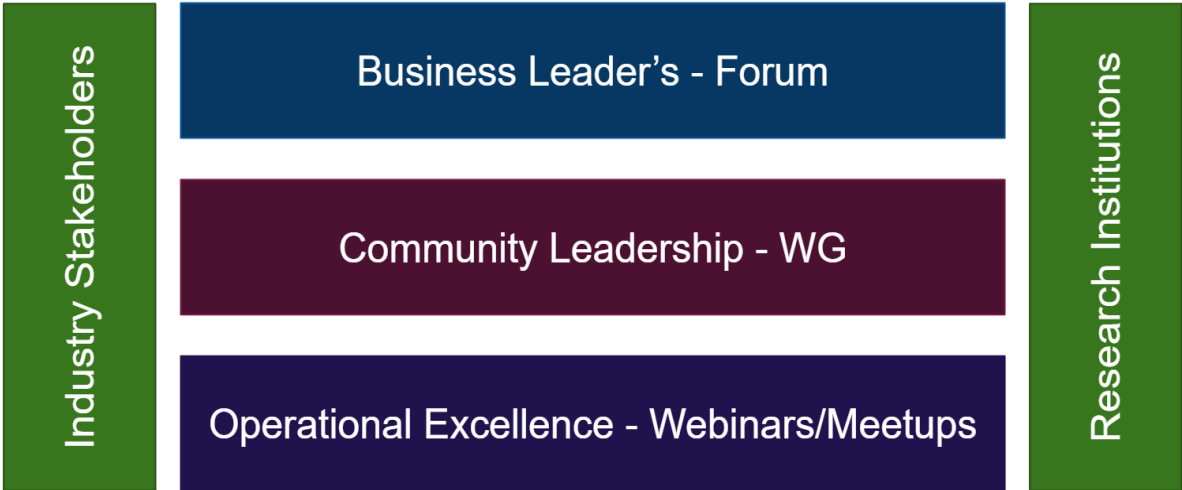 Industry Stakeholders
Business Leader’s - Forum
Community Leadership - WG
Operational Excellence - Webinars/Meetups
Research Institutions